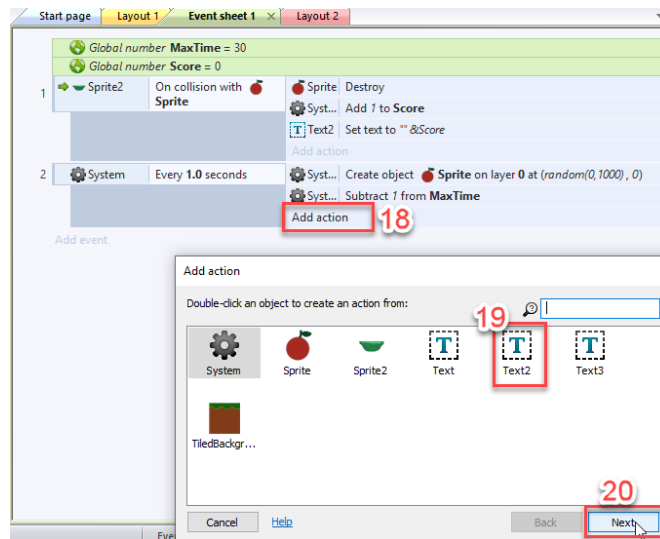 Start page Layout 1 Event sheet 1 × Layout 2
Global number MaxTime = 30
Global number Score = 0
1 Sprite2 On collision with Sprite Sprite Destroy
Syst... Add 1 to Score
T Text2 Set text to "" &Score
Add action
2 System Every 1.0 seconds Syst... Create object Sprite on layer 0 at (random(0,1000) , 0)
Syst... Subtract 1 from MaxTime
Add action 18
Add event
Add action
Double-click an object to create an action from:
19
T T T
System Sprite Sprite2 Text Text2 Text3
TiledBackgr...
20
Cancel Help Back Next